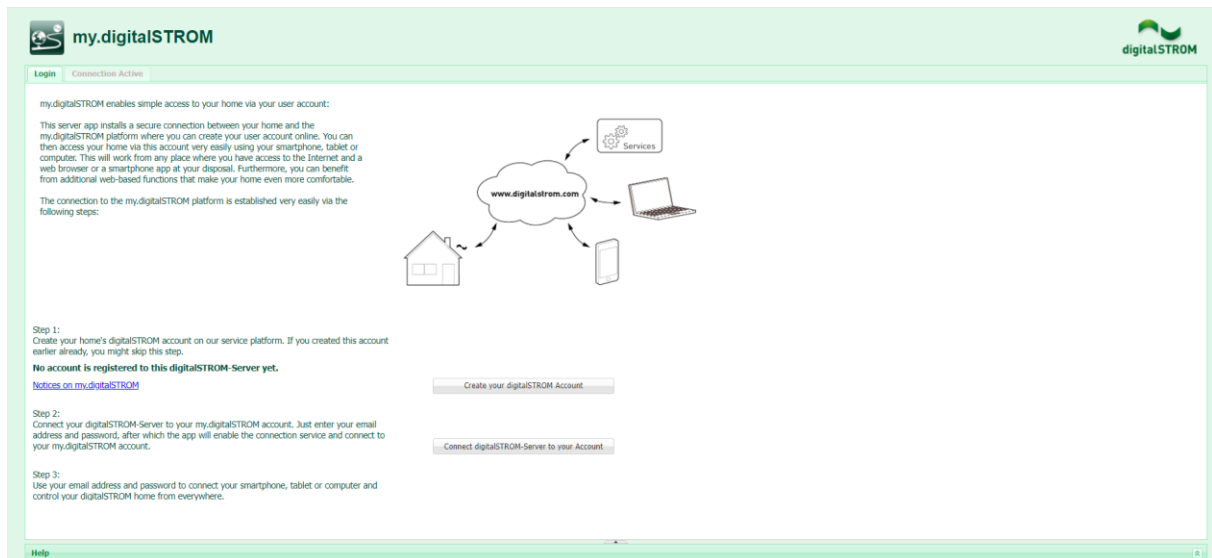 my.digitalSTROM
digitalSTROM
Login
Connection Active
my.digitalSTROM enables simple access to your home via your user account:
This server app installs a secure connection between your home and the
my.digitalSTROM platform where you can create your user account online. You can
then access your home via this account very easily using your smartphone, tablet or
computer. This will work from any place where you have access to the Internet and a
web browser or a smartphone app at your disposal. Furthermore, you can benefit
from additional web-based functions that make your home even more comfortable.
The connection to the my.digitalSTROM platform is established very easily via the
following steps:
Services
www.digitalstrom.com
Step 1:
Create your home's digitalSTROM account on our service platform. If you created this account
earlier already, you might skip this step.
No account is registered to this digitalSTROM-Server yet.
Notices on my.digitalSTROM
Create your digitalSTROM Account
Step 2:
Connect your digitalSTROM-Server to your my.digitalSTROM account. Just enter your email
address and password, after which the app will enable the connection service and connect to
your my.digitalSTROM account.
Connect digitalSTROM-Server to your Account
Step 3:
Use your email address and password to connect your smartphone, tablet or computer and
control your digitalSTROM home from everywhere.
Help